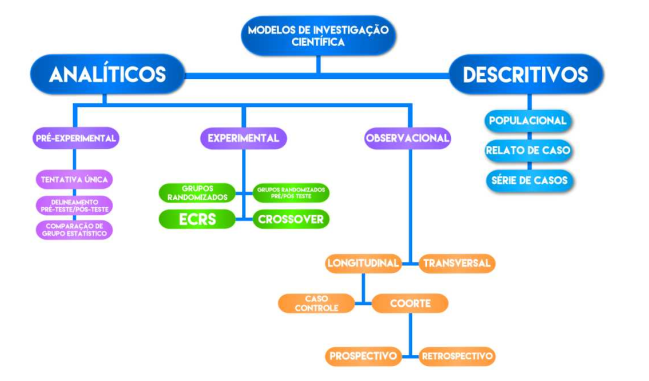 MODELOS DE INVESTIGAÇÃO
CIENTÍFICA
ANALÍTICOS
DESCRITIVOS
PRÉ-EXPERIMENTAL
EXPERIMENTAL
OBSERVACIONAL
POPULACIONAL
RELATO DE CASO
SÉRIE DE CASOS
TENTATIVA ÚNICA
DELINEAMENTO
PRÉ-TESTE/PÓS-TESTE
COMPARAÇÃO DE
GRUPO ESTATÍSTICO
GRUPOS
RANDOMIZADOS
GRUPOS RANDOMIZADOS
PRÉ/PÓS TESTE
ECRS
CROSSOVER
LONGITUDINAL
TRANSVERSAL
CASO
CONTROLE
COORTE
PROSPECTIVO
RETROSPECTIVO